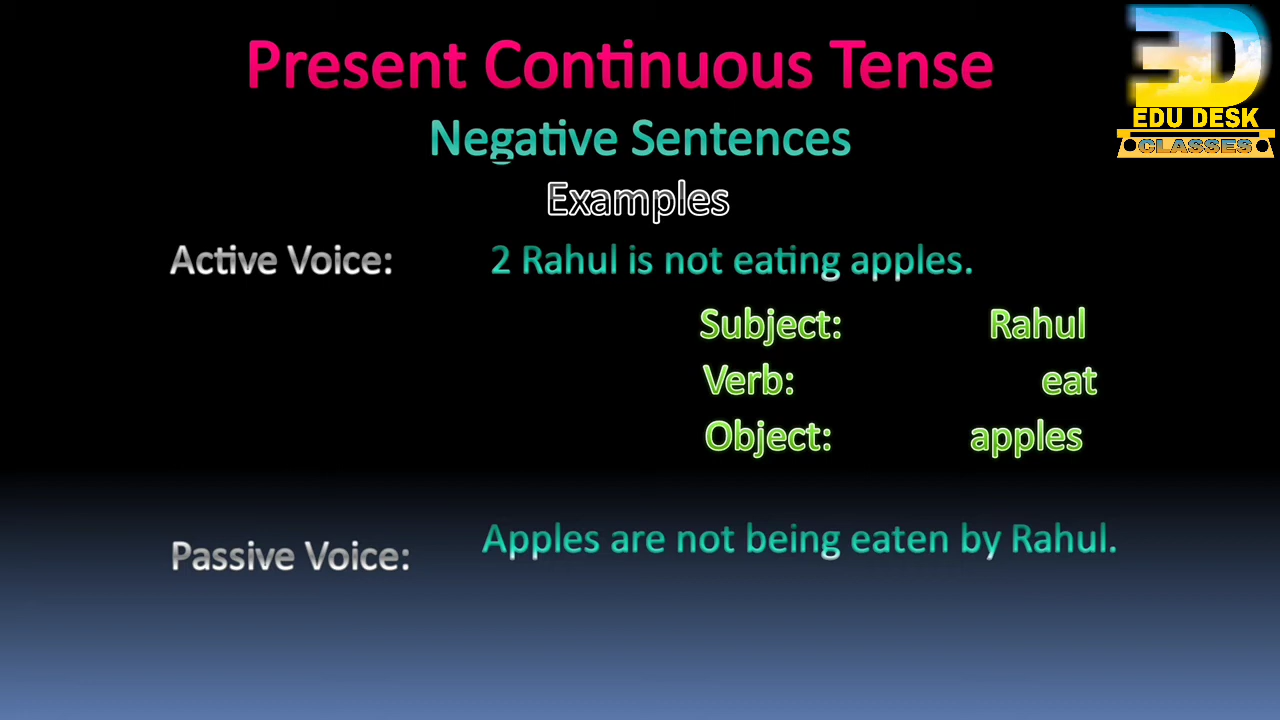 Present Continuous Tense
Negative Sentences
Examples
Active Voice: 2 Rahul is not eating apples.
Subject: Rahul
Verb: eat
Object: apples
Passive Voice: Apples are not being eaten by Rahul.
ED
EDU DESK
CLASSES